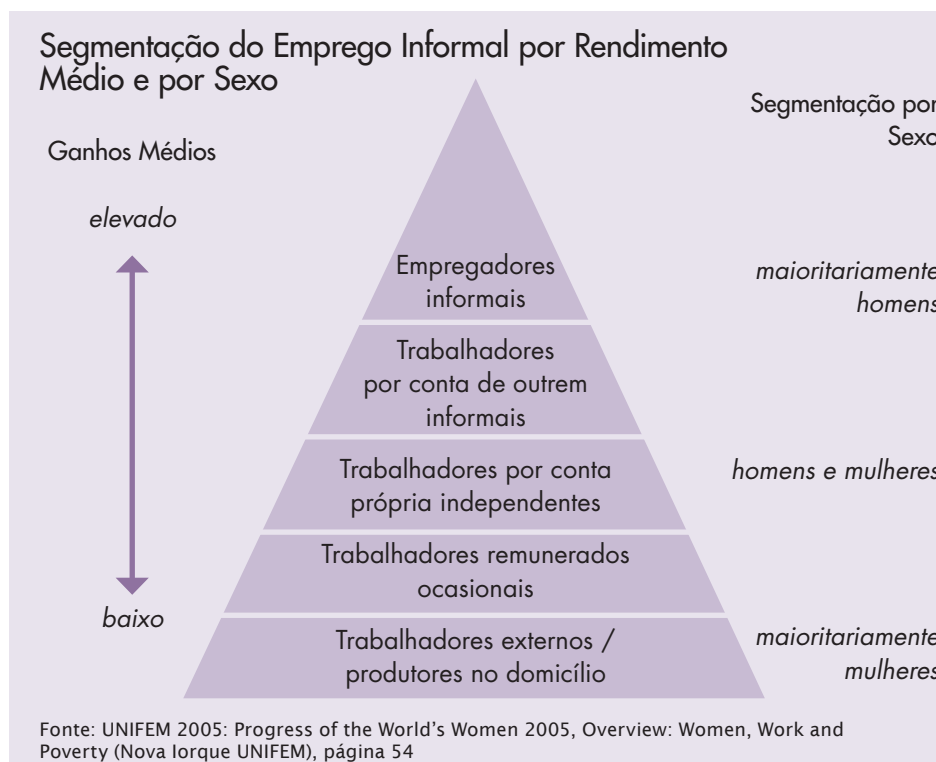 Segmentação do Emprego Informal por Rendimento
Médio e por Sexo
Ganhos Médios
elevado
baixo
Empregadores
informais
Trabalhadores
por conta de outrem
informais
Trabalhadores por conta
própria independentes
Trabalhadores remunerados
ocasionais
Trabalhadores externos /
produtores no domicílio
Segmentação por
Sexo
maioritariamente
homens
homens e mulheres
maioritariamente
mulheres
Fonte: UNIFEM 2005: Progress of the World's Women 2005, Overview: Women, Work and
Poverty (Nova Iorque UNIFEM), página 54